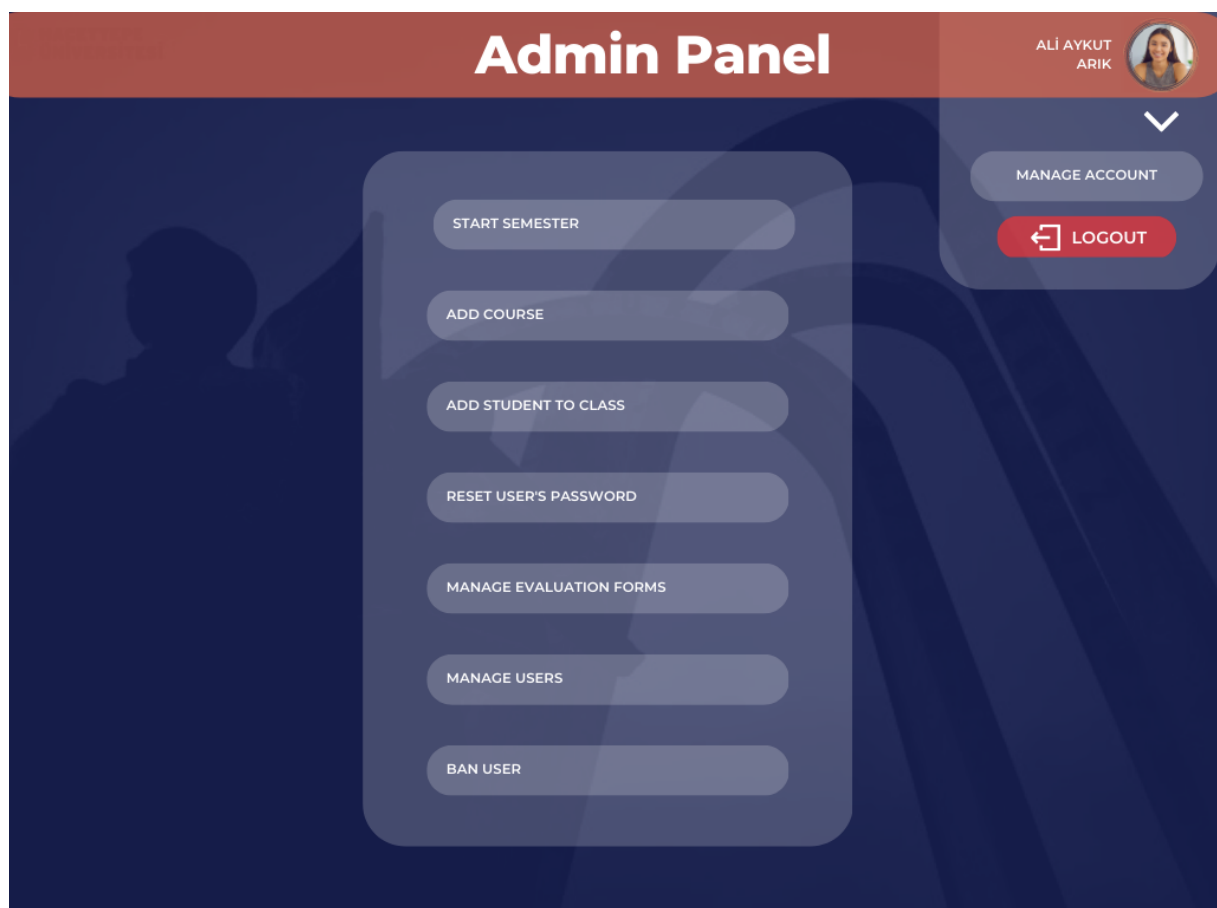 Admin Panel
ALİ AYKUT
ARIK
MANAGE ACCOUNT
LOGOUT
START SEMESTER
ADD COURSE
ADD STUDENT TO CLASS
RESET USER'S PASSWORD
MANAGE EVALUATION FORMS
MANAGE USERS
BAN USER